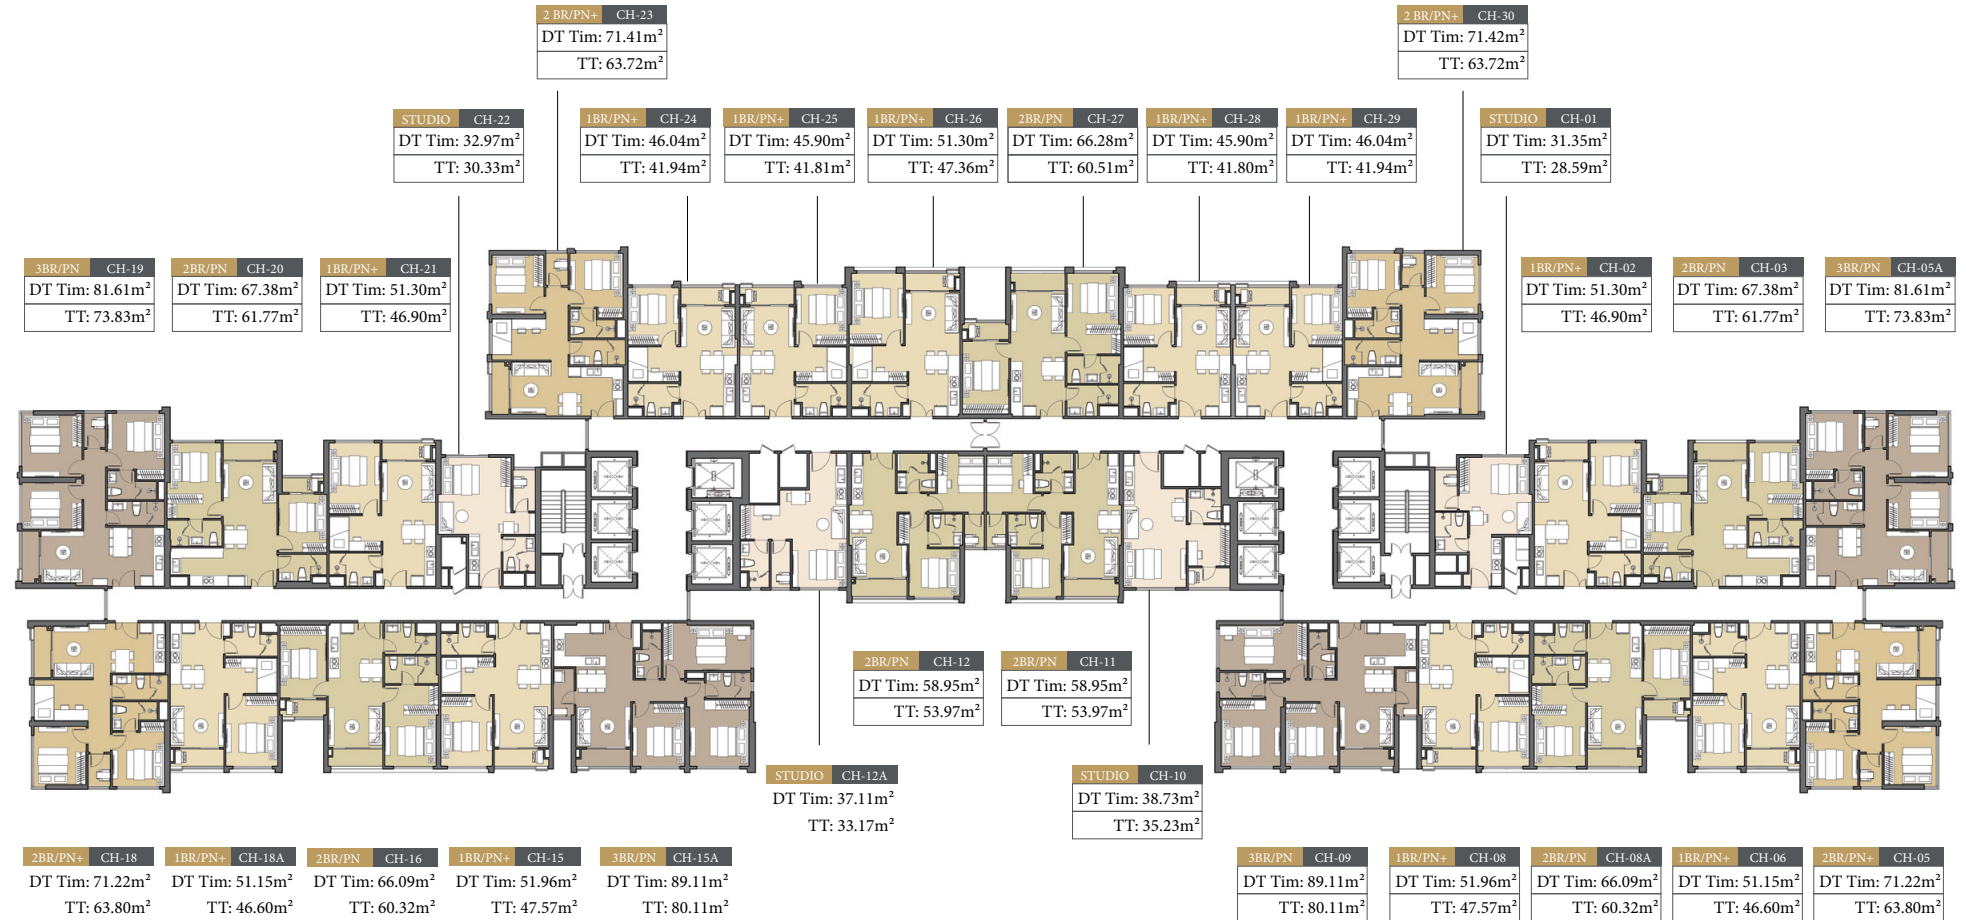 2 BR/PN+ CH-23
DT Tim: 71.41m²
TT: 63.72m²
2 BR/PN+ CH-30
DT Tim: 71.42m²
TT: 63.72m²
STUDIO CH-22
DT Tim: 32.97m²
TT: 30.33m²
1BR/PN+ CH-24
DT Tim: 46.04m²
TT: 41.94m²
1BR/PN+ CH-25
DT Tim: 45.90m²
TT: 41.81m²
1BR/PN+ CH-26
DT Tim: 51.30m²
TT: 47.36m²
2BR/PN CH-27
DT Tim: 66.28m²
TT: 60.51m²
1BR/PN+ CH-28
DT Tim: 45.90m²
TT: 41.80m²
1BR/PN+ CH-29
DT Tim: 46.04m²
TT: 41.94m²
STUDIO CH-01
DT Tim: 31.35m²
TT: 28.59m²
3BR/PN CH-19
DT Tim: 81.61m²
TT: 73.83m²
2BR/PN CH-20
DT Tim: 67.38m²
TT: 61.77m²
1BR/PN+ CH-21
DT Tim: 51.30m²
TT: 46.90m²
1BR/PN+ CH-02
DT Tim: 51.30m²
TT: 46.90m²
2BR/PN CH-03
DT Tim: 67.38m²
TT: 61.77m²
3BR/PN CH-05A
DT Tim: 81.61m²
TT: 73.83m²
2BR/PN CH-12
DT Tim: 58.95m²
TT: 53.97m²
2BR/PN CH-11
DT Tim: 58.95m²
TT: 53.97m²
STUDIO CH-12A
DT Tim: 37.11m²
TT: 33.17m²
STUDIO CH-10
DT Tim: 38.73m²
TT: 35.23m²
2BR/PN+ CH-18
DT Tim: 71.22m²
TT: 63.80m²
1BR/PN+ CH-18A
DT Tim: 51.15m²
TT: 46.60m²
2BR/PN CH-16
DT Tim: 66.09m²
TT: 60.32m²
1BR/PN+ CH-15
DT Tim: 51.96m²
TT: 47.57m²
3BR/PN CH-15A
DT Tim: 89.11m²
TT: 80.11m²
3BR/PN CH-09
DT Tim: 89.11m²
TT: 80.11m²
1BR/PN+ CH-08
DT Tim: 51.96m²
TT: 47.57m²
2BR/PN CH-08A
DT Tim: 66.09m²
TT: 60.32m²
1BR/PN+ CH-06
DT Tim: 51.15m²
TT: 46.60m²
2BR/PN+ CH-05
DT Tim: 71.22m²
TT: 63.80m²